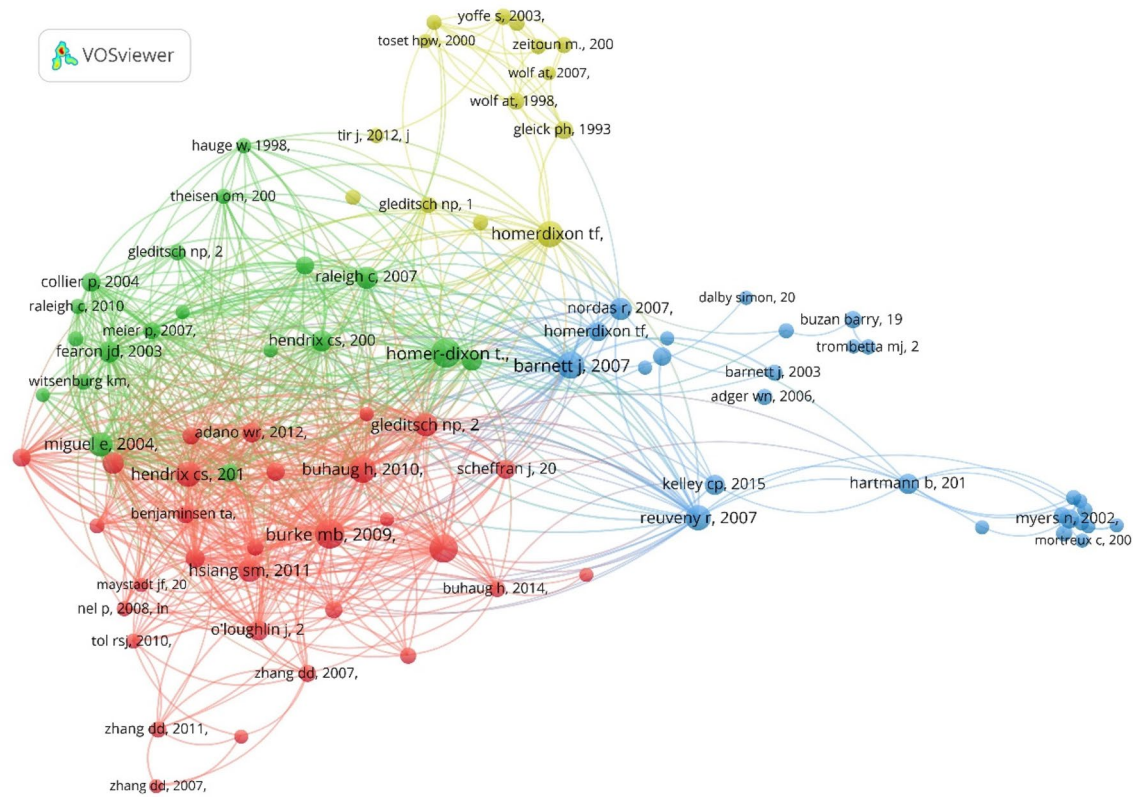 VOSviewer
yoffe s, 2003,
toset hpw, 2000
zeitoun m., 200
wolf at, 2007,
wolf at, 1998,
gleick ph, 1993
tir j, 2012, j
hauge w, 1998,
theisen om, 200
gleditsch np, 1
homerdixon tf,
gleditsch np, 2
collier p, 2004
raleigh c, 2007
raleigh c, 2010
nordas r, 2007,
dalby simon, 20
buzan barry, 19
meier p, 2007,
hendrix cs, 200
homerdixon tf,
trombetta mj, 2
fearon jd, 2003
homer-dixon t.,
barnett j, 2007
barnett j, 2003
witsenburg km,
adger wn, 2006,
miguel e, 2004,
adano wr, 2012,
gleditsch np, 2
hendrix cs, 201
buhaug h, 2010,
scheffran j, 20
kelley cp, 2015
hartmann b, 201
benjaminsen ta,
reuveny r, 2007
myers n, 2002,
burke mb, 2009,
mortreux c, 200
hsiang sm, 2011
maystadt jf, 20
buhaug h, 2014,
nel p, 2008, in
o'loughlin j, 2
tol rsj, 2010,
zhang dd, 2007,
zhang dd, 2011,
zhang dd, 2007,